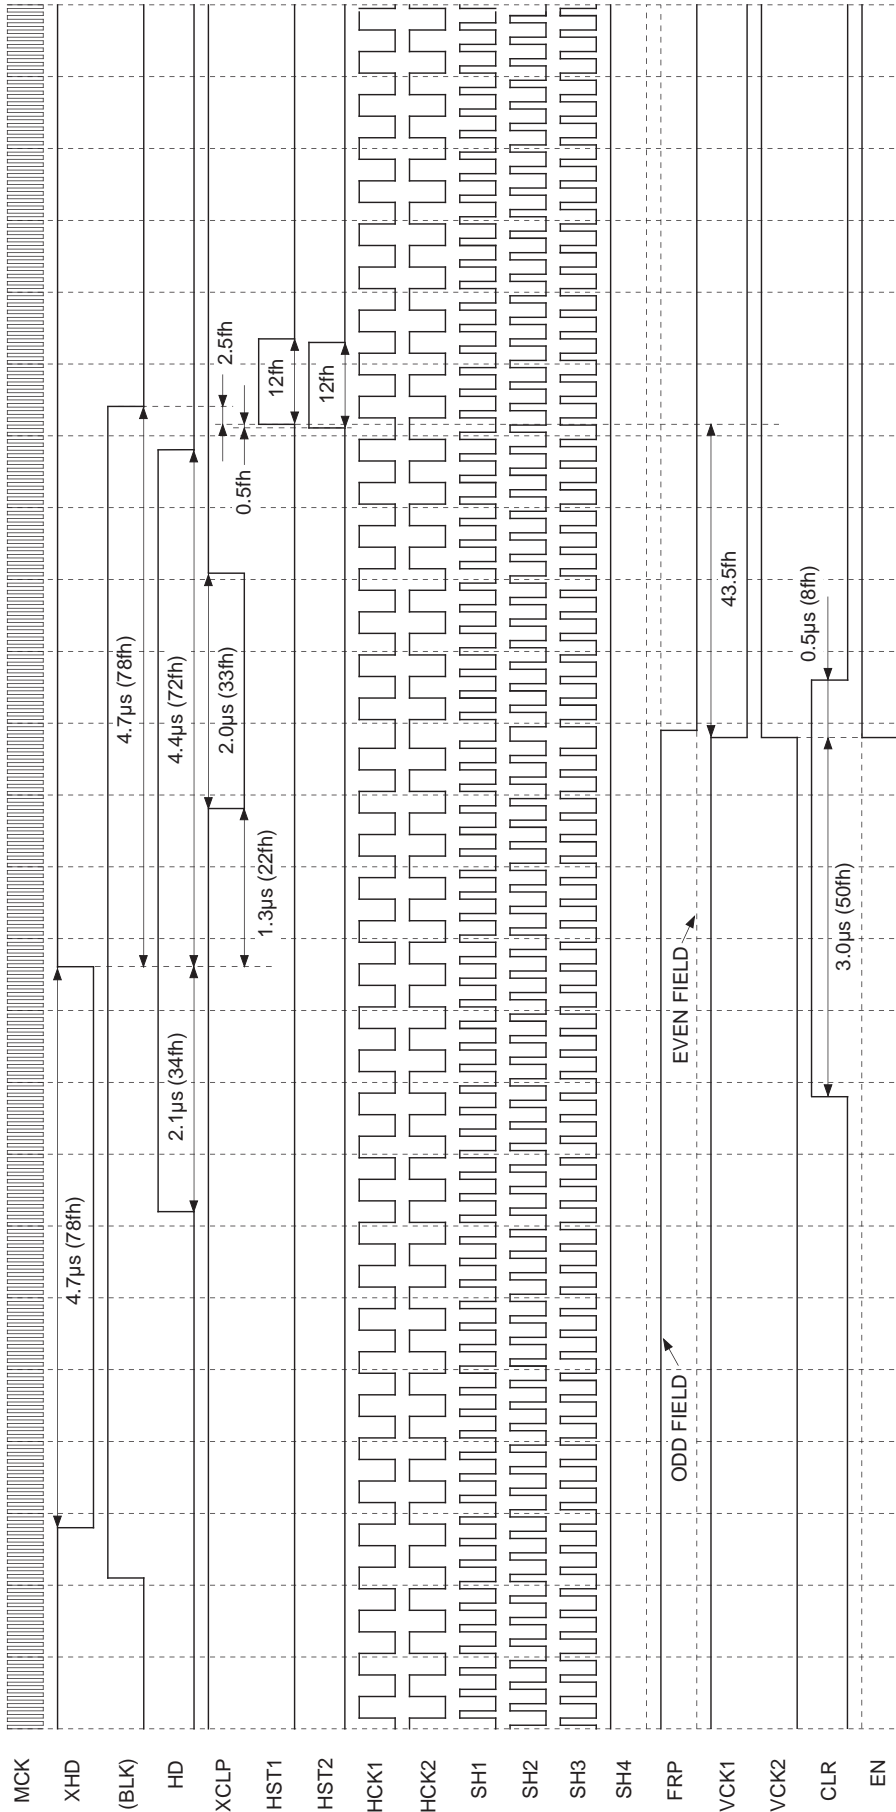 MCK
XHD
4.7µs (78fh)
(BLK)
4.7µs (78fh)
HD
2.1µs (34fh)
4.4µs (72fh)
XCLP
1.3µs (22fh)
2.0µs (33fh)
2.5fh
0.5fh
HST1
12fh
HST2
12fh
HCK1
HCK2
SH1
SH2
SH3
SH4
FRP
ODD FIELD
EVEN FIELD
VCK1
43.5fh
VCK2
CLR
3.0µs (50fh)
0.5µs (8fh)
EN